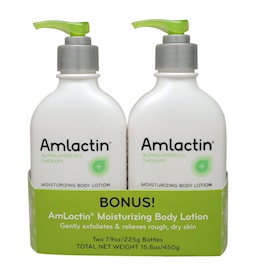 Amlactin®
ALPHA-HYDROXY
THERAPY
MOISTURIZING BODY LOTION
Amlactin®
ALPHA-HYDROXY
THERAPY
MOISTURIZING BODY LOTION
BONUS!
AmLactin® Moisturizing Body Lotion
Gently exfoliates & relieves rough, dry skin
Two 7.9oz/225g Bottles
TOTAL NET WEIGHT 15.8oz/450g